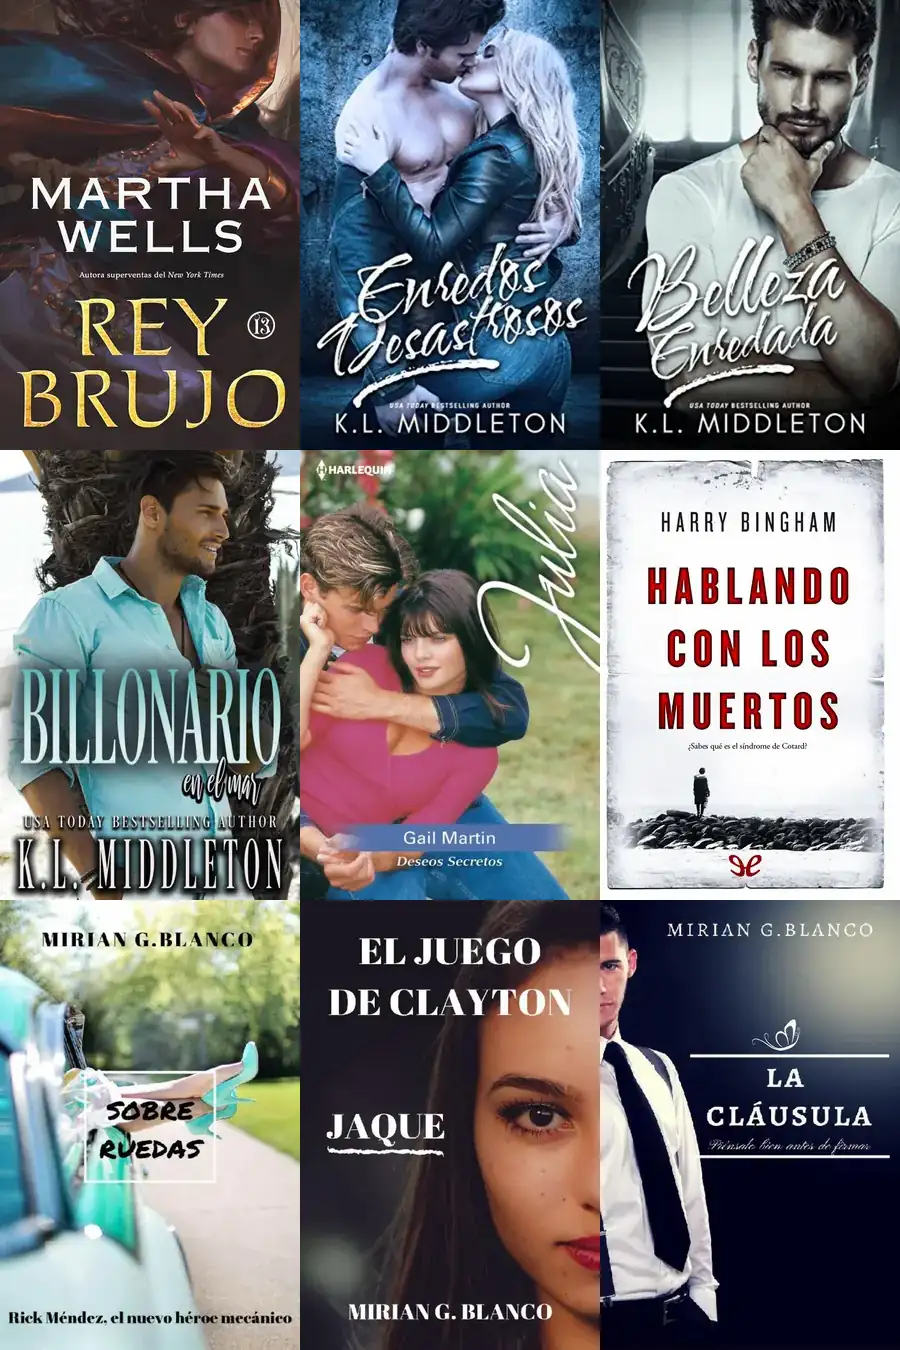 MARTHA
WELLS
Autora superventas del New York Times
REY
13
BRUJO
Enredos
Desastrosos
USA TODAY BESTSELLING AUTHOR
K.L. MIDDLETON
Belleza
Enredada
USA TODAY BESTSELLING AUTHOR
K.L. MIDDLETON
BILLONARIO
en el mar
USA TODAY BESTSELLING AUTHOR
K.L. MIDDLETON
HARLEQUIN
Julia
Gail Martin
Deseos Secretos
HARRY BINGHAM
HABLANDO
CON LOS
MUERTOS
¿Sabes qué es el síndrome de Cotard?
MIRIAN G.BLANCO
SOBRE
RUEDAS
Rick Méndez, el nuevo héroe mecánico
EL JUEGO
DE CLAYTON
JAQUE
MIRIAN G. BLANCO
MIRIAN G.BLANCO
LA
CLÁUSULA
Piénsalo bien antes de firmar